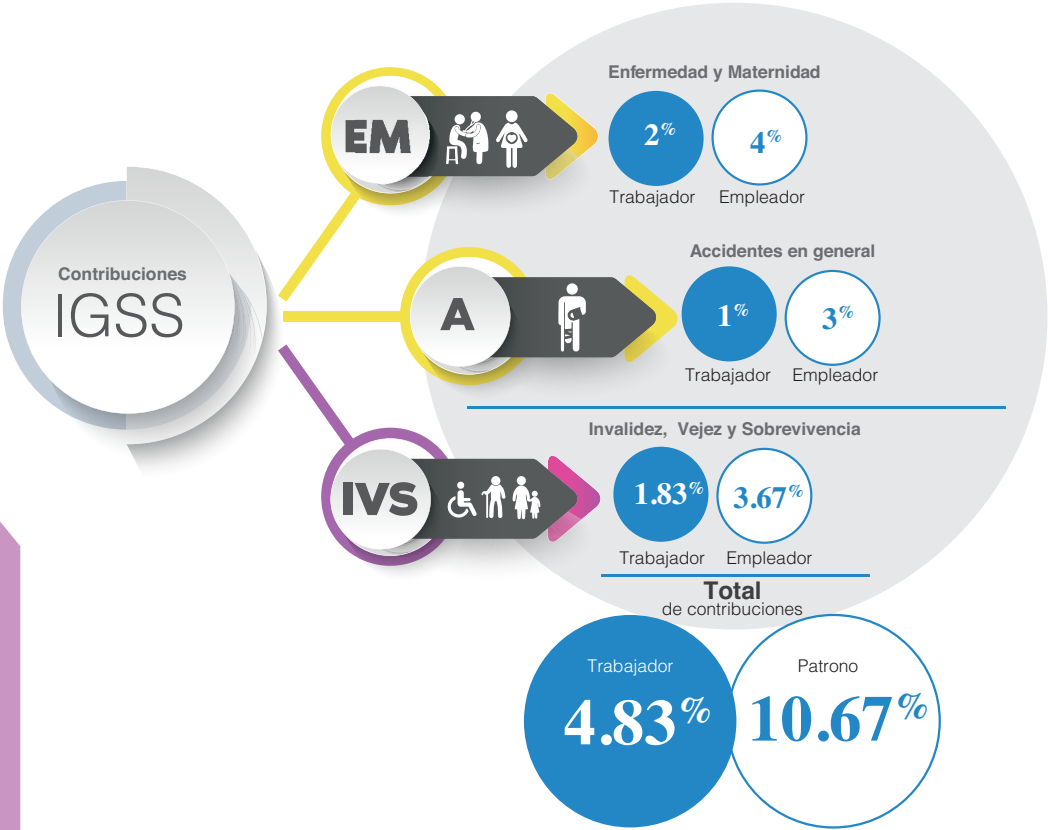 Contribuciones
IGSS
EM
Enfermedad y Maternidad
2%
4%
Trabajador
Empleador
A
Accidentes en general
1%
3%
Trabajador
Empleador
IVS
Invalidez, Vejez y Sobrevivencia
1.83%
3.67%
Trabajador
Empleador
Total
de contribuciones
Trabajador
4.83%
Patrono
10.67%